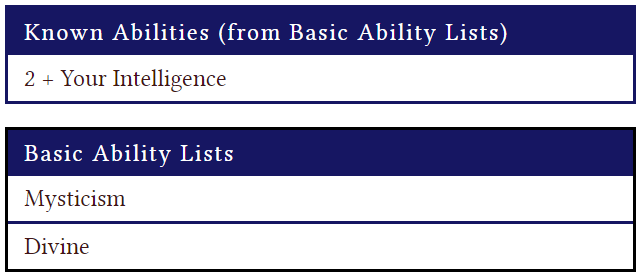 Known Abilities (from Basic Ability Lists)
2 + Your Intelligence
Basic Ability Lists
Mysticism
Divine